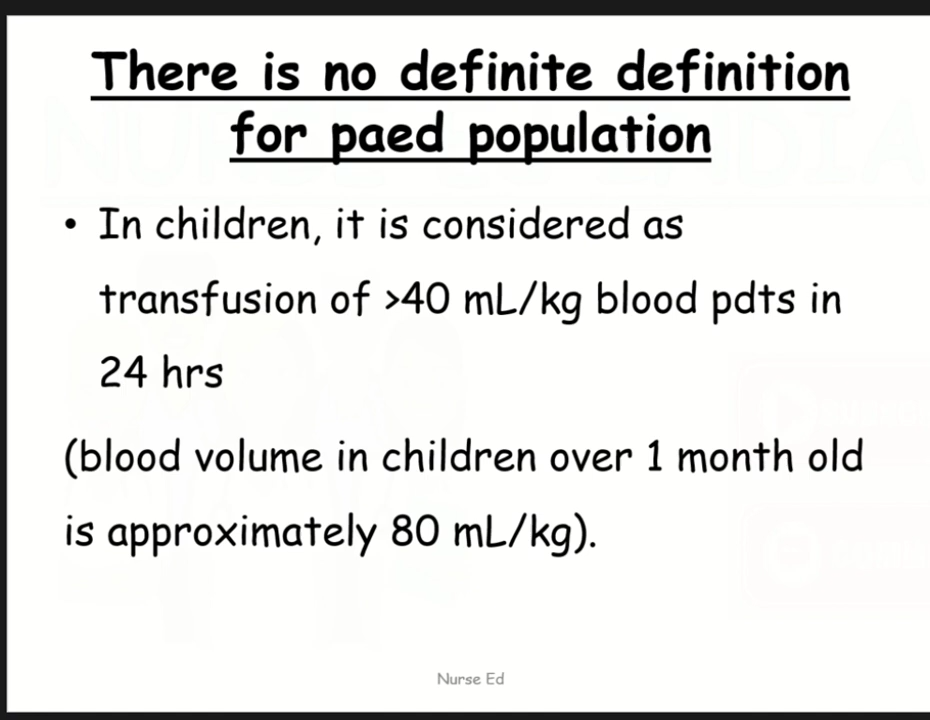 There is no definite definition
for paed population
• In children, it is considered as
transfusion of >40 mL/kg blood pdts in
24 hrs
(blood volume in children over 1 month old
is approximately 80 mL/kg).
Nurse Ed